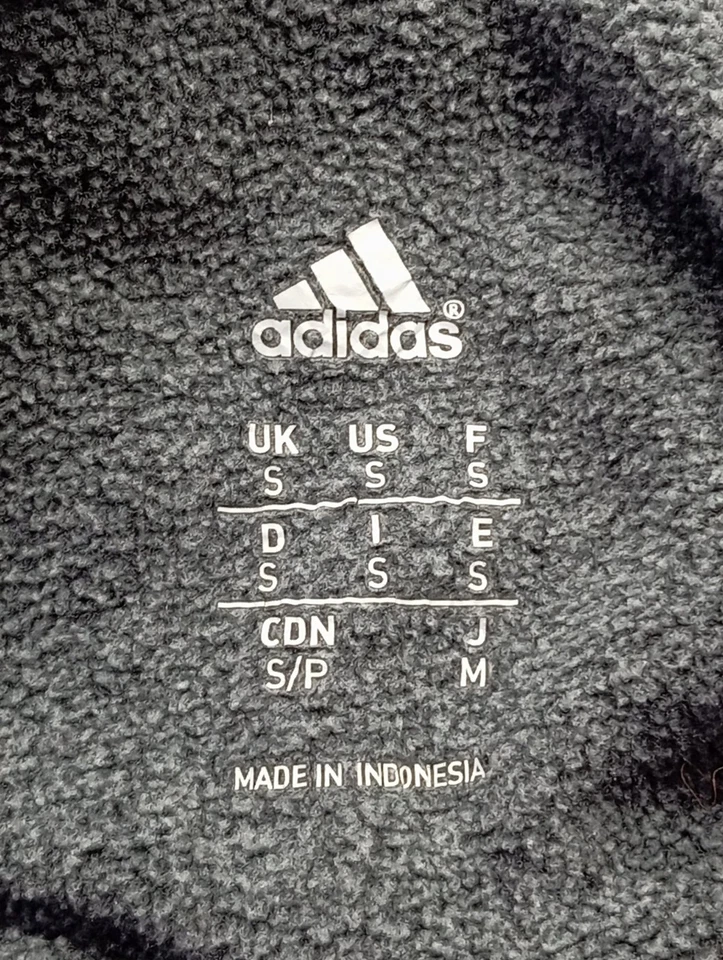 adidas®
UK US F
S S S
D I E
S S S
CDN J
S/P M
MADE IN INDONESIA